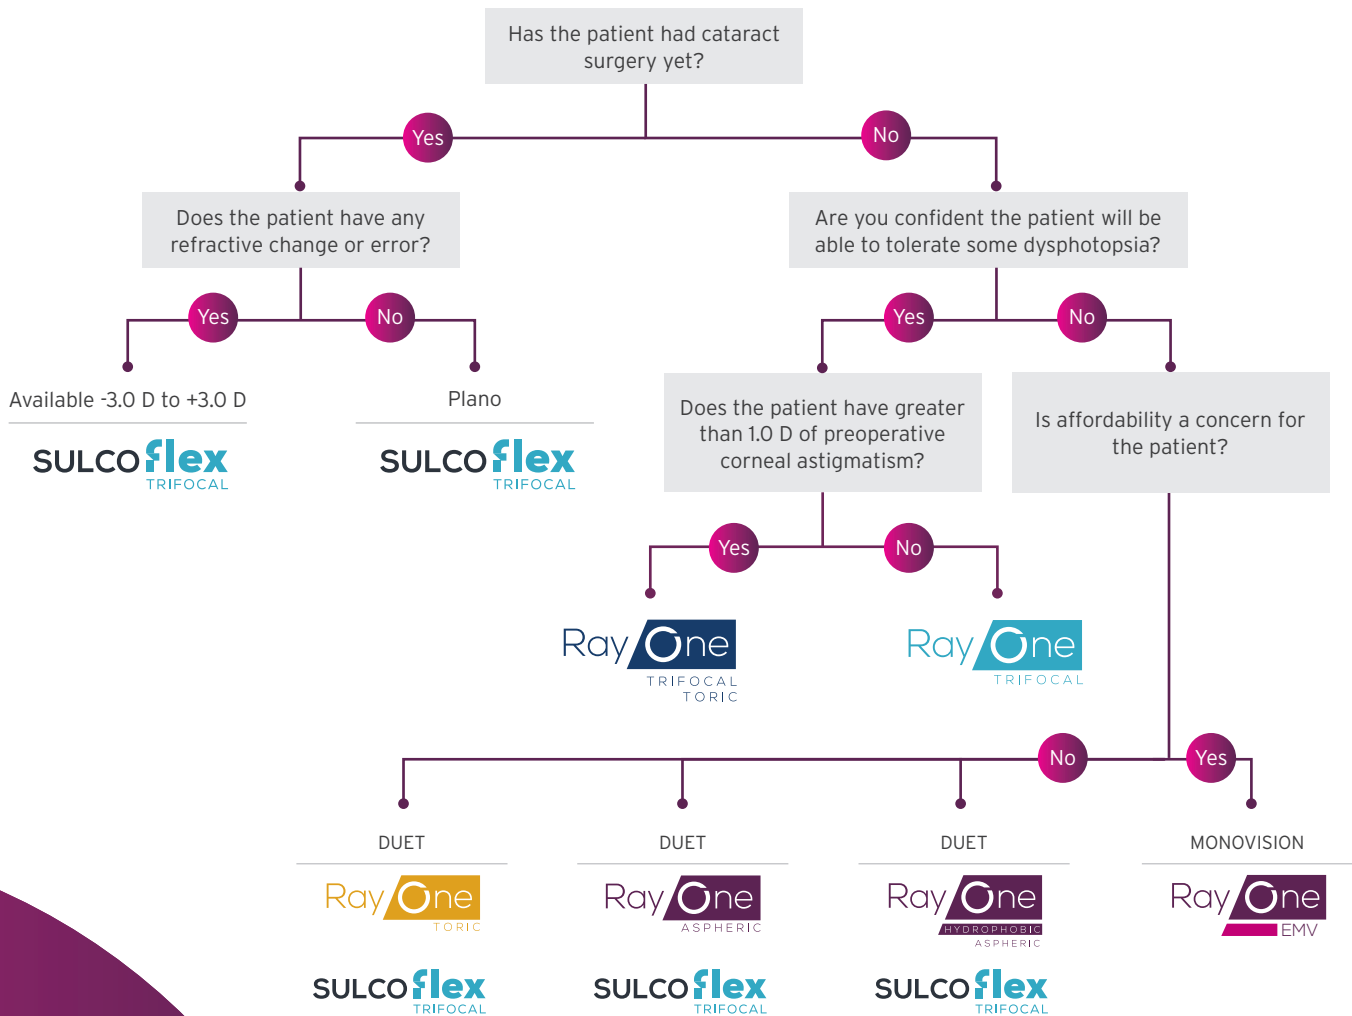 Has the patient had cataract
surgery yet?
Yes
No
Does the patient have any
refractive change or error?
Are you confident the patient will be
able to tolerate some dysphotopsia?
Yes
No
Yes
No
Available -3.0 D to +3.0 D
SULCOflex
TRIFOCAL
Plano
SULCOflex
TRIFOCAL
Does the patient have greater
than 1.0 D of preoperative
corneal astigmatism?
Is affordability a concern for
the patient?
Yes
No
RayOne
TRIFOCAL
TORIC
RayOne
TRIFOCAL
No
Yes
DUET
RayOne
TORIC
SULCOflex
TRIFOCAL
DUET
RayOne
ASPHERIC
SULCOflex
TRIFOCAL
DUET
RayOne
HYDROPHOBIC
ASPHERIC
SULCOflex
TRIFOCAL
MONOVISION
RayOne
EMV